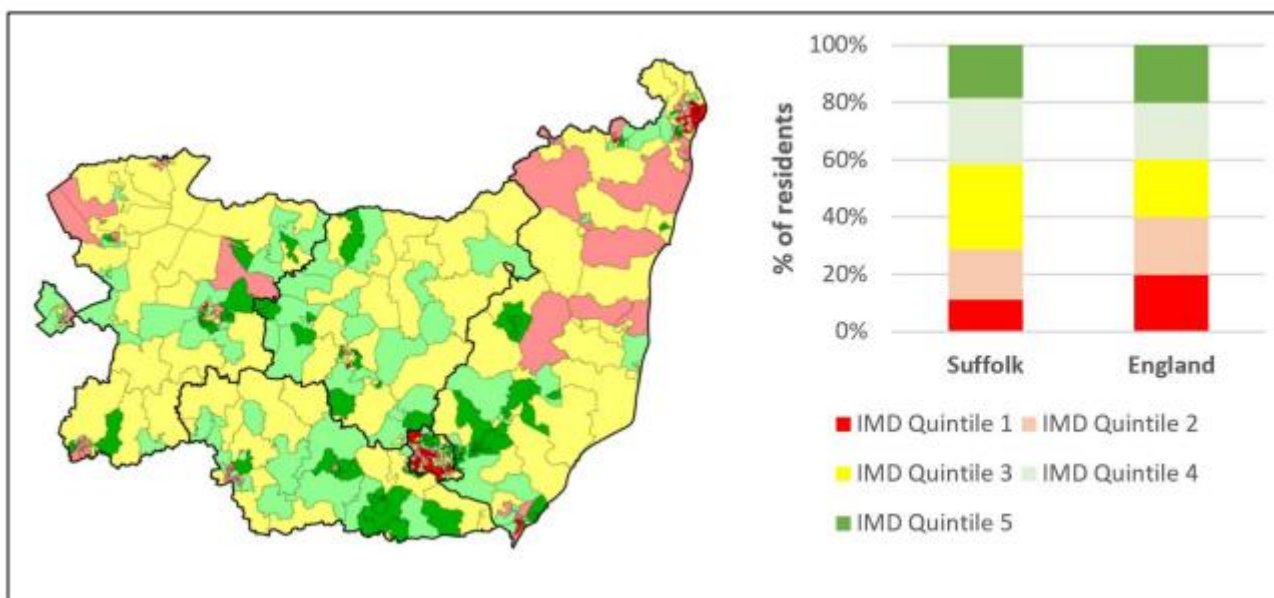 100%
80%
60%
40%
20%
0%
% of residents
Suffolk England
IMD Quintile 1 IMD Quintile 2
IMD Quintile 3 IMD Quintile 4
IMD Quintile 5